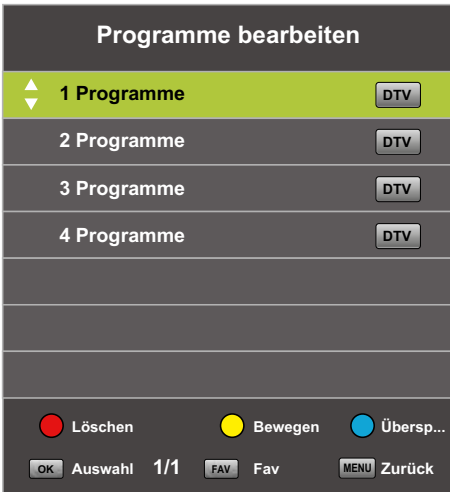 Programme bearbeiten
1 Programme DTV
2 Programme DTV
3 Programme DTV
4 Programme DTV
Löschen Bewegen Übersp...
OK Auswahl 1/1 FAV Fav MENU Zurück